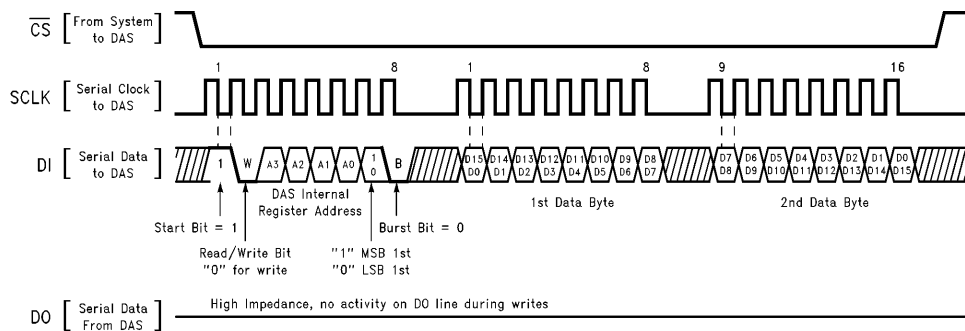 CS [ From System
to DAS ]
1 8 1 8 9 16
SCLK [ Serial Clock
to DAS ]
DI [ Serial Data
to DAS ]
1 W A3 A2 A1 A0 1 B D15 D14 D13 D12 D11 D10 D9 D8 D7 D6 D5 D4 D3 D2 D1 D0
0 D0 D1 D2 D3 D4 D5 D6 D7 D8 D9 D10 D11 D12 D13 D14 D15
DAS Internal
Register Address
1st Data Byte
2nd Data Byte
Start Bit = 1
Burst Bit = 0
Read/Write Bit
"0" for write
"1" MSB 1st
"0" LSB 1st
High Impedance, no activity on DO line during writes
DO [ Serial Data
From DAS ]